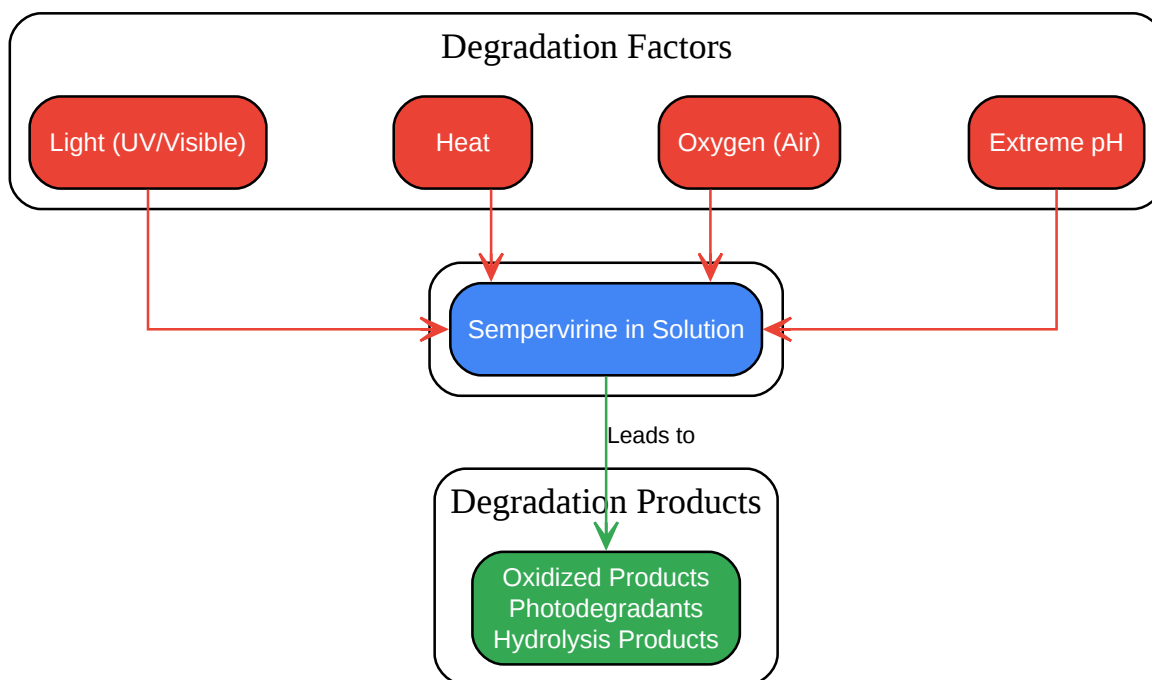 Degradation Factors
Light (UV/Visible)
Heat
Oxygen (Air)
Extreme pH
Sempervirine in Solution
Leads to
Degradation Products
Oxidized Products
Photodegradants
Hydrolysis Products